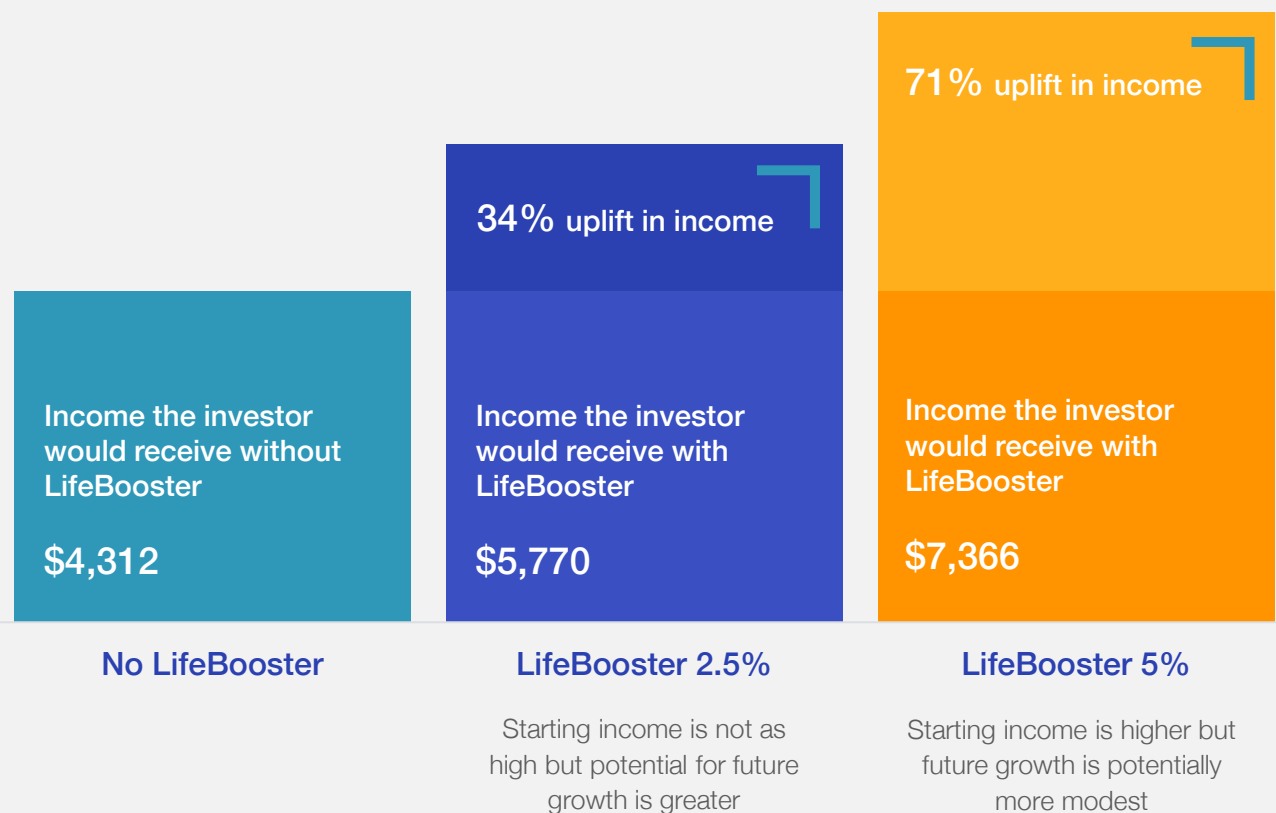 71% uplift in income
34% uplift in income
Income the investor
would receive without
LifeBooster
$4,312
Income the investor
would receive with
LifeBooster
$5,770
Income the investor
would receive with
LifeBooster
$7,366
No LifeBooster
LifeBooster 2.5%
Starting income is not as
high but potential for future
growth is greater
LifeBooster 5%
Starting income is higher but
future growth is potentially
more modest